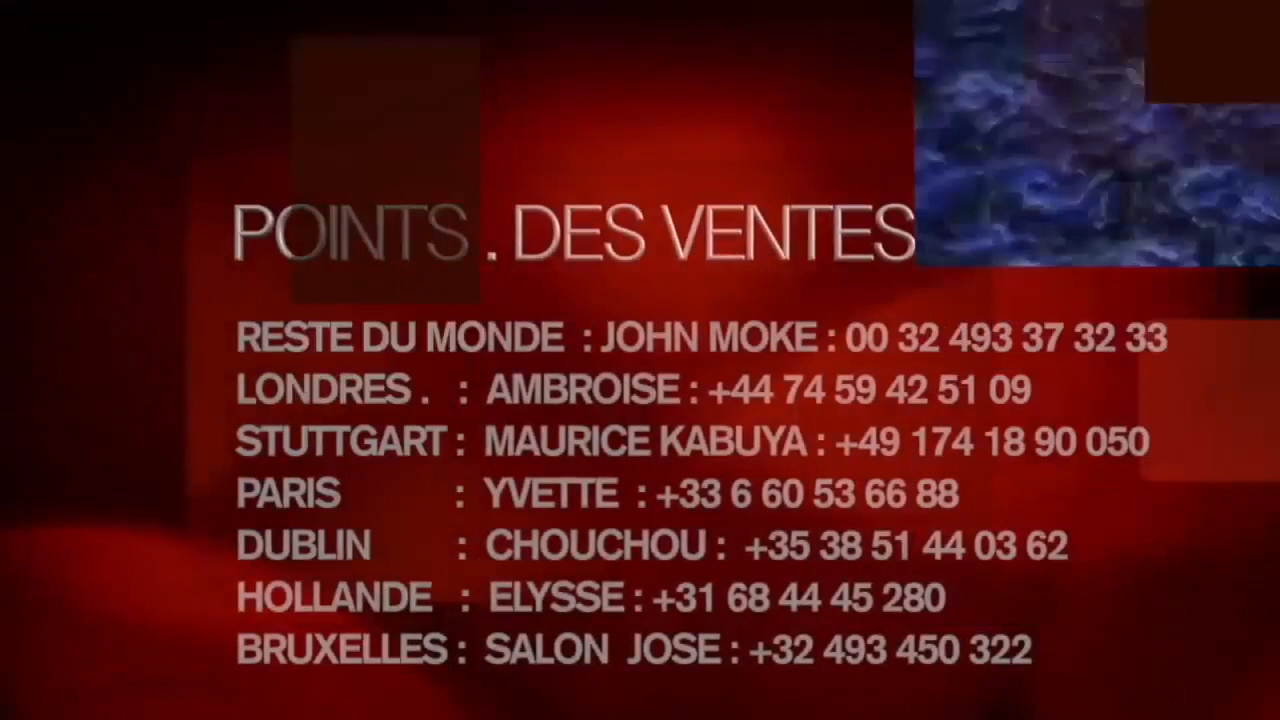 POINTS . DES VENTES
RESTE DU MONDE : JOHN MOKE : 00 32 493 37 32 33
LONDRES . : AMBROISE : +44 74 59 42 51 09
STUTTGART : MAURICE KABUYA : +49 174 18 90 050
PARIS : YVETTE : +33 6 60 53 66 88
DUBLIN : CHOUCHOU : +35 38 51 44 03 62
HOLLANDE : ELYSSE : +31 68 44 45 280
BRUXELLES : SALON JOSE : +32 493 450 322